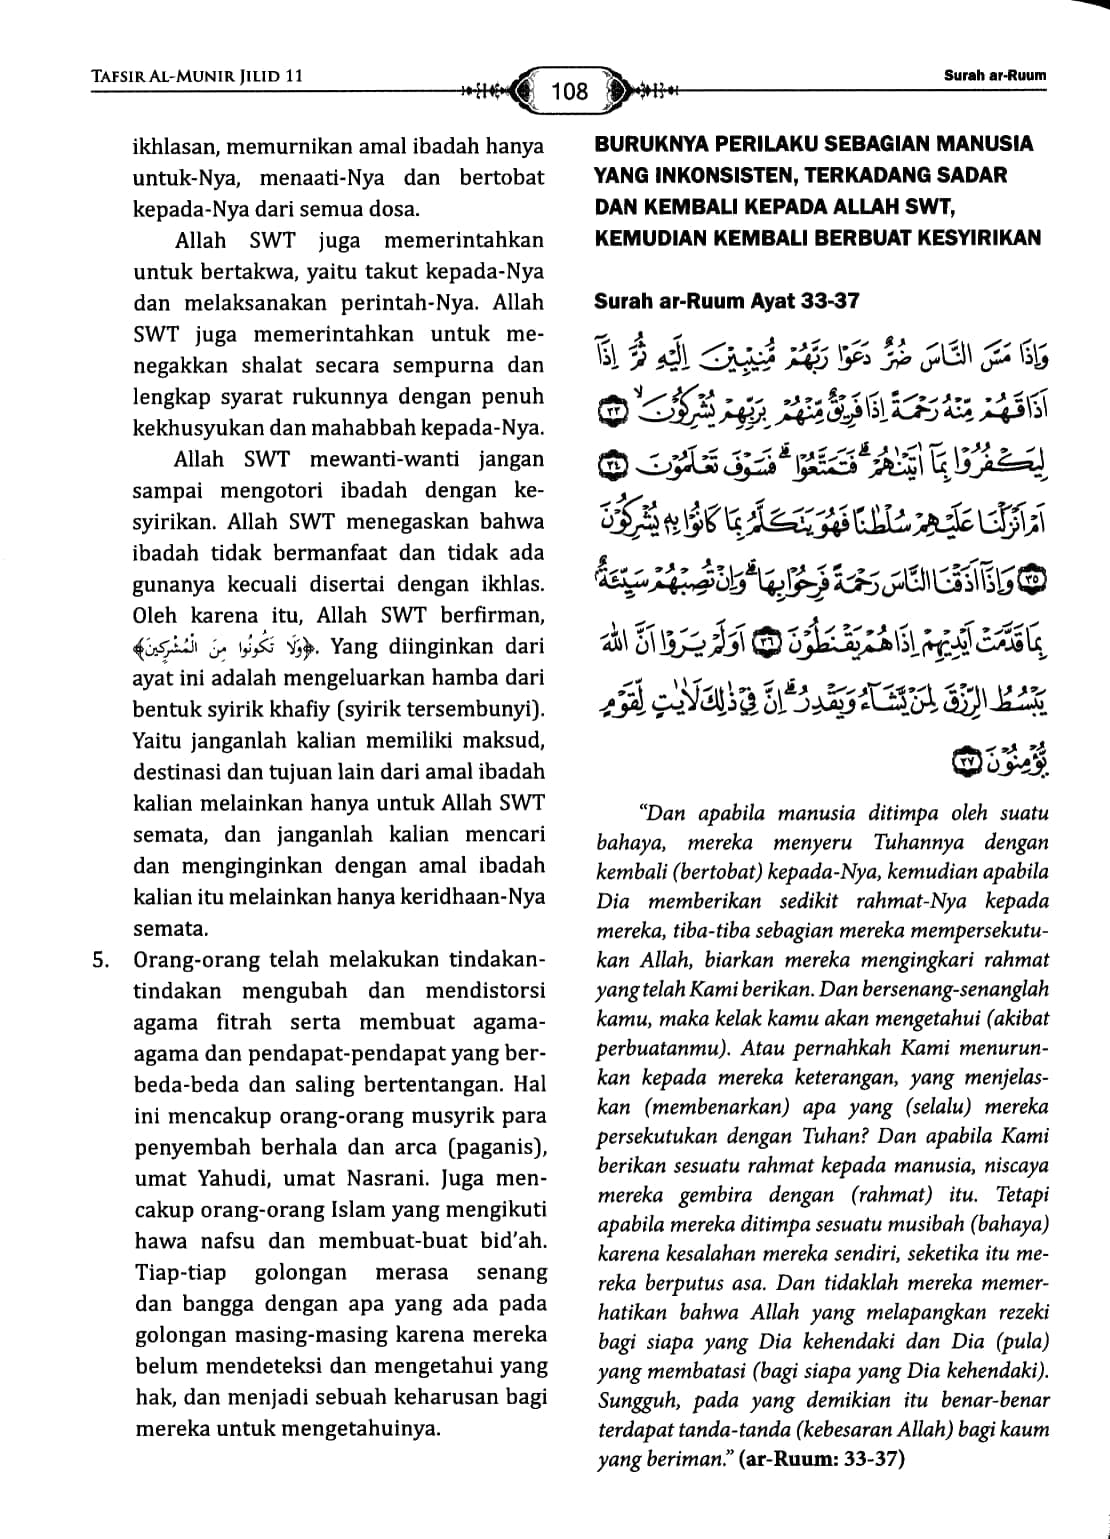 TAFSIR AL-MUNIR JILID 11
108
Surah ar-Ruum
ikhlasan, memurnikan amal ibadah hanya
untuk-Nya, menaati-Nya dan bertobat
kepada-Nya dari semua dosa.
Allah SWT juga memerintahkan
untuk bertakwa, yaitu takut kepada-Nya
dan melaksanakan perintah-Nya. Allah
SWT juga memerintahkan untuk me-
negakkan shalat secara sempurna dan
lengkap syarat rukunnya dengan penuh
kekhusyukan dan mahabbah kepada-Nya.
Allah SWT mewanti-wanti jangan
sampai mengotori ibadah dengan ke-
syirikan. Allah SWT menegaskan bahwa
ibadah tidak bermanfaat dan tidak ada
gunanya kecuali disertai dengan ikhlas.
Oleh karena itu, Allah SWT berfirman,
﴿وَلَا تَكُونُوا مِنَ الْمُشْرِكِينَ﴾. Yang diinginkan dari
ayat ini adalah mengeluarkan hamba dari
bentuk syirik khafiy (syirik tersembunyi).
Yaitu janganlah kalian memiliki maksud,
destinasi dan tujuan lain dari amal ibadah
kalian melainkan hanya untuk Allah SWT
semata, dan janganlah kalian mencari
dan menginginkan dengan amal ibadah
kalian itu melainkan hanya keridhaan-Nya
semata.
5. Orang-orang telah melakukan tindakan-
tindakan mengubah dan mendistorsi
agama fitrah serta membuat agama-
agama dan pendapat-pendapat yang ber-
beda-beda dan saling bertentangan. Hal
ini mencakup orang-orang musyrik para
penyembah berhala dan arca (paganis),
umat Yahudi, umat Nasrani. Juga men-
cakup orang-orang Islam yang mengikuti
hawa nafsu dan membuat-buat bid'ah.
Tiap-tiap golongan merasa senang
dan bangga dengan apa yang ada pada
golongan masing-masing karena mereka
belum mendeteksi dan mengetahui yang
hak, dan menjadi sebuah keharusan bagi
mereka untuk mengetahuinya.
BURUKNYA PERILAKU SEBAGIAN MANUSIA
YANG INKONSISTEN, TERKADANG SADAR
DAN KEMBALI KEPADA ALLAH SWT,
KEMUDIAN KEMBALI BERBUAT KESYIRIKAN
Surah ar-Ruum Ayat 33-37
وَاِذَا مَسَّ النَّاسَ ضُرٌّ دَعَوْا رَبَّهُمْ مُّنِيْبِيْنَ اِلَيْهِ ثُمَّ اِذَآ
اَذَاقَهُمْ مِّنْهُ رَحْمَةً اِذَا فَرِيْقٌ مِّنْهُمْ بِرَبِّهِمْ يُشْرِكُوْنَۙ ٣٣
لِيَكْفُرُوْا بِمَآ اٰتَيْنٰهُمْۗ فَتَمَتَّعُوْاۗ فَسَوْفَ تَعْلَمُوْنَ ٣٤
اَمْ اَنْزَلْنَا عَلَيْهِمْ سُلْطٰنًا فَهُوَ يَتَكَلَّمُ بِمَا كَانُوْا بِهٖ يُشْرِكُوْنَ
٣٥ وَاِذَآ اَذَقْنَا النَّاسَ رَحْمَةً فَرِحُوْا بِهَاۗ وَاِنْ تُصِبْهُمْ سَيِّئَةٌ
بِمَا قَدَّمَتْ اَيْدِيْهِمْ اِذَا هُمْ يَقْنَطُوْنَ ٣٦ اَوَلَمْ يَرَوْا اَنَّ اللّٰهَ
يَبْسُطُ الرِّزْقَ لِمَنْ يَّشَاۤءُ وَيَقْدِرُۗ اِنَّ فِيْ ذٰلِكَ لَاٰيٰتٍ لِّقَوْمٍ
يُّؤْمِنُوْنَ ٣٧
“Dan apabila manusia ditimpa oleh suatu
bahaya, mereka menyeru Tuhannya dengan
kembali (bertobat) kepada-Nya, kemudian apabila
Dia memberikan sedikit rahmat-Nya kepada
mereka, tiba-tiba sebagian mereka mempersekutu-
kan Allah, biarkan mereka mengingkari rahmat
yang telah Kami berikan. Dan bersenang-senanglah
kamu, maka kelak kamu akan mengetahui (akibat
perbuatanmu). Atau pernahkah Kami menurun-
kan kepada mereka keterangan, yang menjelas-
kan (membenarkan) apa yang (selalu) mereka
persekutukan dengan Tuhan? Dan apabila Kami
berikan sesuatu rahmat kepada manusia, niscaya
mereka gembira dengan (rahmat) itu. Tetapi
apabila mereka ditimpa sesuatu musibah (bahaya)
karena kesalahan mereka sendiri, seketika itu me-
reka berputus asa. Dan tidaklah mereka memer-
hatikan bahwa Allah yang melapangkan rezeki
bagi siapa yang Dia kehendaki dan Dia (pula)
yang membatasi (bagi siapa yang Dia kehendaki).
Sungguh, pada yang demikian itu benar-benar
terdapat tanda-tanda (kebesaran Allah) bagi kaum
yang beriman.” (ar-Ruum: 33-37)